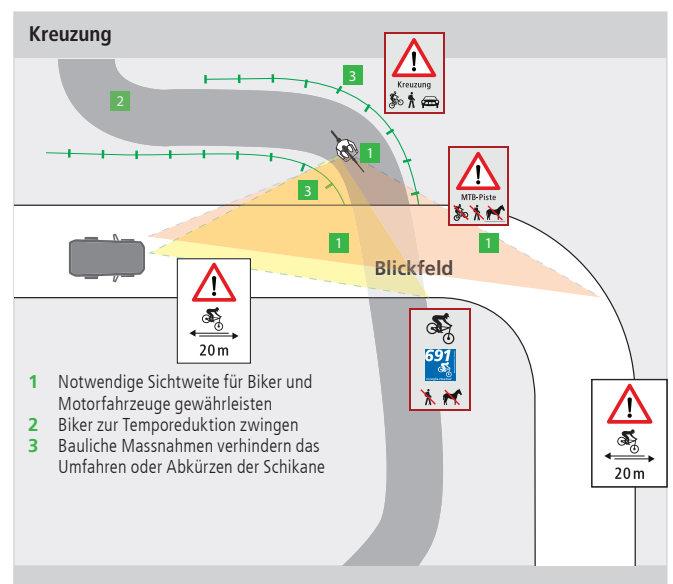 Kreuzung
3
Kreuzung
2
1
3
MTB-Piste
1
1
Blickfeld
20 m
691
1 Notwendige Sichtweite für Biker und
Motorfahrzeuge gewährleisten
2 Biker zur Temporeduktion zwingen
3 Bauliche Massnahmen verhindern das
Umfahren oder Abkürzen der Schikane
20 m